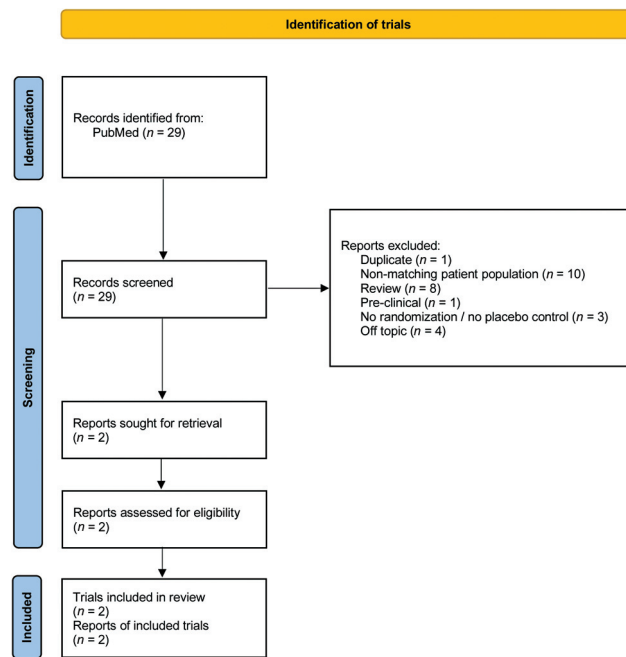 Identification of trials
Identification
Records identified from:
PubMed (n = 29)
Screening
Records screened
(n = 29)
Reports excluded:
Duplicate (n = 1)
Non-matching patient population (n = 10)
Review (n = 8)
Pre-clinical (n = 1)
No randomization / no placebo control (n = 3)
Off topic (n = 4)
Reports sought for retrieval
(n = 2)
Reports assessed for eligibility
(n = 2)
Included
Trials included in review
(n = 2)
Reports of included trials
(n = 2)